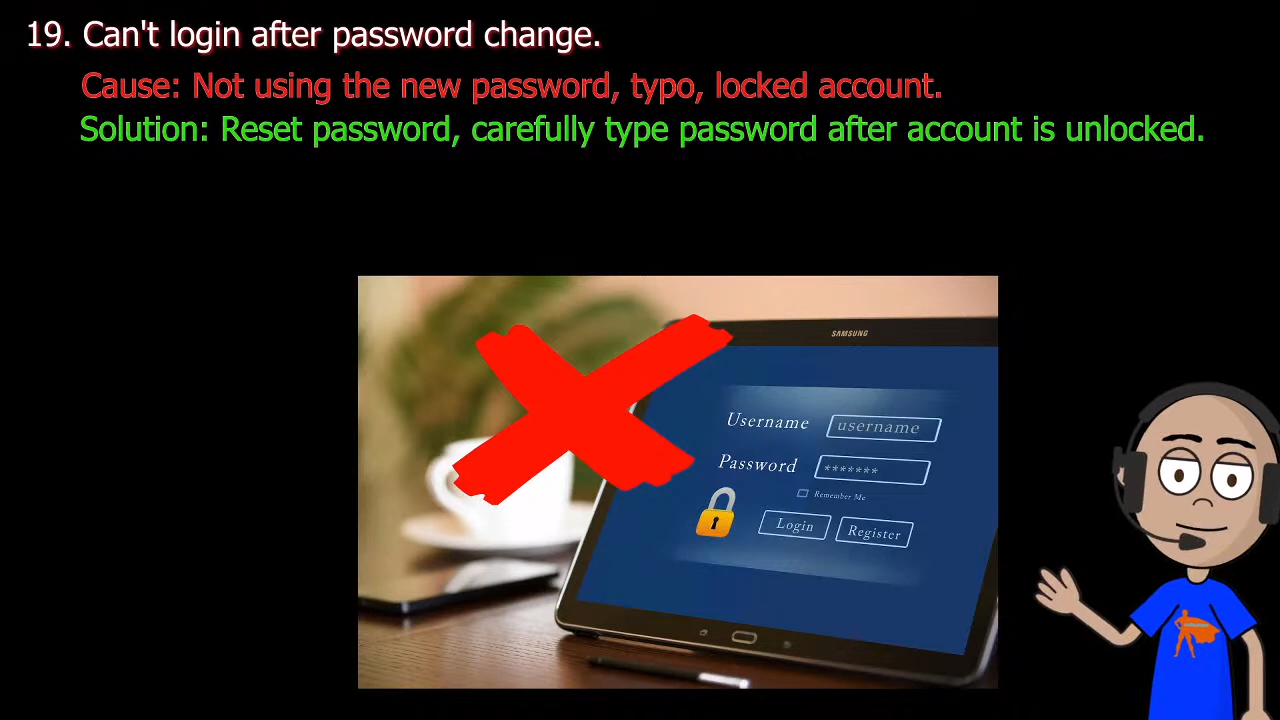 19. Can't login after password change.
Cause: Not using the new password, typo, locked account.
Solution: Reset password, carefully type password after account is unlocked.
SAMSUNG
Username username
Password *******
Remember Me
Login Register